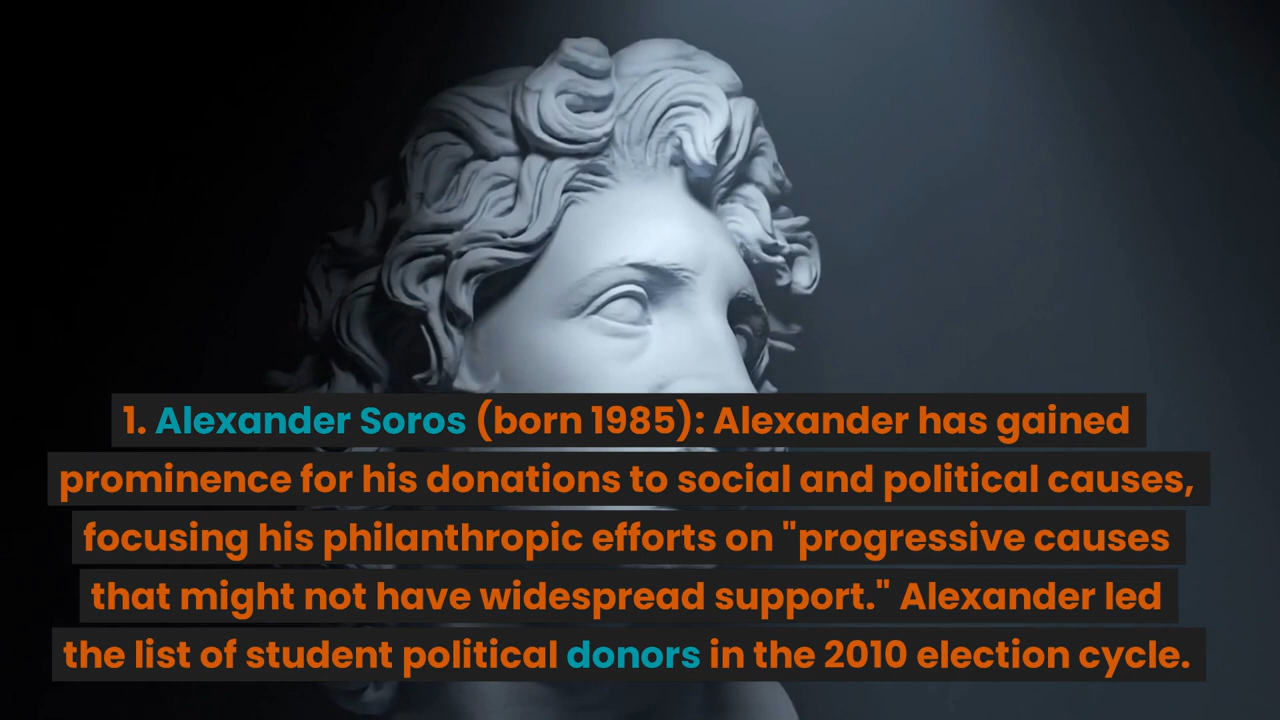 1. Alexander Soros (born 1985): Alexander has gained
prominence for his donations to social and political causes,
focusing his philanthropic efforts on "progressive causes
that might not have widespread support." Alexander led
the list of student political donors in the 2010 election cycle.